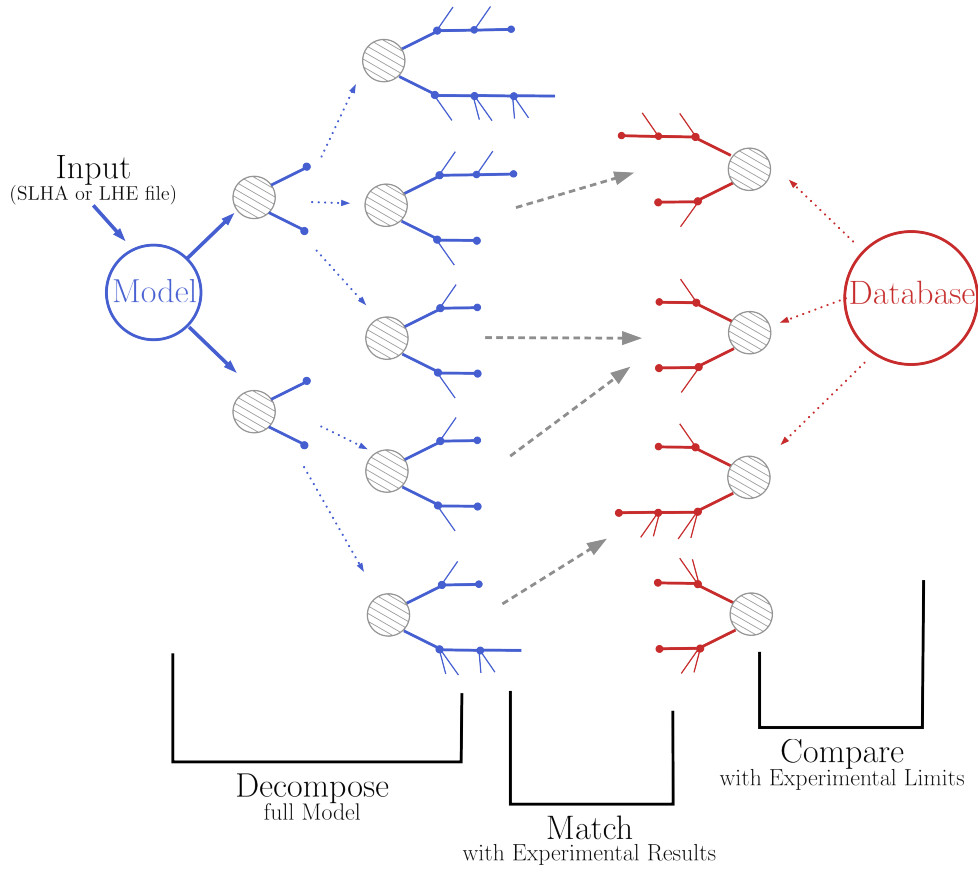 Input
(SLHA or LHE file)
Model
Database
Decompose
full Model
Match
with Experimental Results
Compare
with Experimental Limits